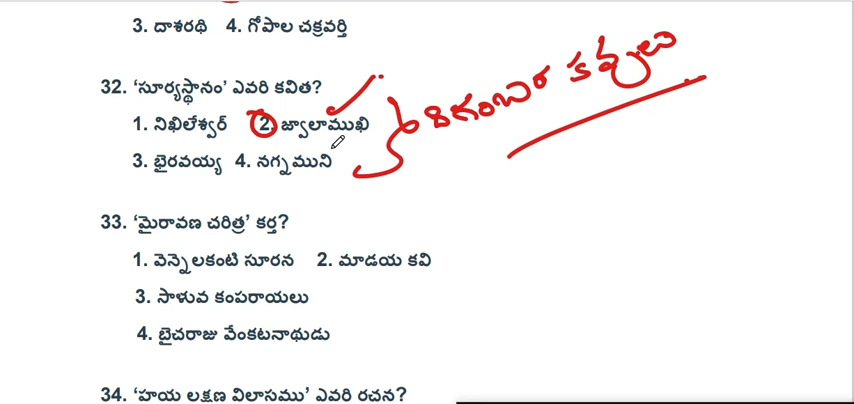 3. దాశరథి 4. గోపాల చక్రవర్తి
32. ‘సూర్యస్థానం’ ఎవరి కవిత?
1. నిఖిలేశ్వర్ 2. జ్వాలాముఖి
3. భైరవయ్య 4. నగ్నముని
దిగంబర కవులు
33. ‘మైరావణ చరిత్ర’ కర్త?
1. వెన్నెలకంటి సూరన 2. మాడయ కవి
3. సాళువ కంపరాయలు
4. బైచరాజు వేంకటనాథుడు
34. ‘హయ లక్షణ విలాసము’ ఎవరి రచన?